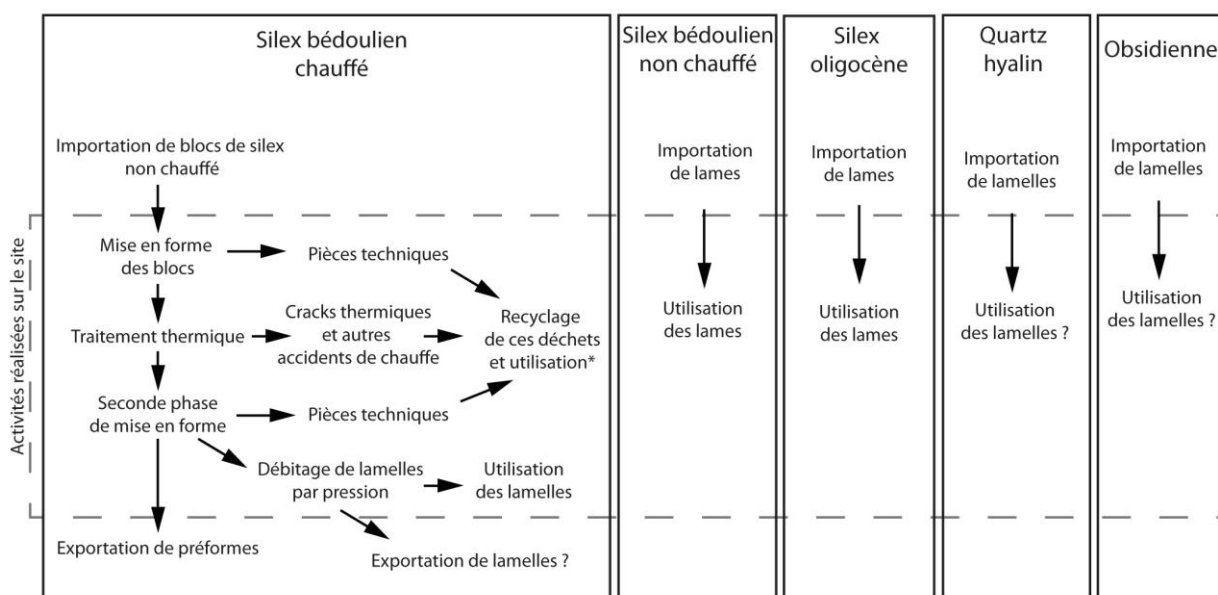 Silex bédoulien
chauffé
Importation de blocs de silex
non chauffé
Activités réalisées sur le site
Mise en forme
des blocs
Pièces techniques
Traitement thermique
Cracks thermiques
et autres
accidents de chauffe
Recyclage
de ces déchets
et utilisation*
Seconde phase
de mise en forme
Pièces techniques
Débitage de lamelles
par pression
Utilisation
des lamelles
Exportation de préformes
Exportation de lamelles ?
Silex bédoulien
non chauffé
Importation
de lames
Utilisation
des lames
Silex
oligocène
Importation
de lames
Utilisation
des lames
Quartz
hyalin
Importation
de lamelles
Utilisation
des lamelles ?
Obsidienne
Importation
de lamelles
Utilisation
des lamelles ?